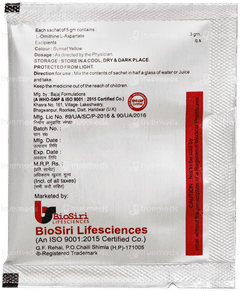 Each sachet of 5 gm contains
L- Ornithine L-Aspartate 3 gm.
Excipients q.s.
Colour : Sunset Yellow
Dosage : As directed by the Physician.
STORAGE : STORE IN A COOL, DRY & DARK PLACE.
PROTECTED FROM LIGHT.
Direction for use : Mix the contents of sachet in half a glass of water or Juice
and take.
Keep the medicine out of the reach of children
Mfg. by : Bajaj Formulations
(A WHO-GMP & ISO 9001 : 2015 Certified Co.)
Khasra No. 161, Village - Lakeshwary,
Bhagwanpur, Roorkee, Distt. Haridwar, (U.K.)
Mfg. Lic No. 89/UA/SC/P-2016 & 90/UA/2016
Batch No. :
Mfg. Date :
Exp. Date :
M.R.P. Rs :
(Incl. of all taxes)
Marketed by:
BioSiri
LIFESCIENCES
BioSiri Lifesciences
(An ISO 9001:2015 Certified Co.)
G.F. Rehai, P.O.Chaili Shimla (H.P)-171005
®-Registered Trademark